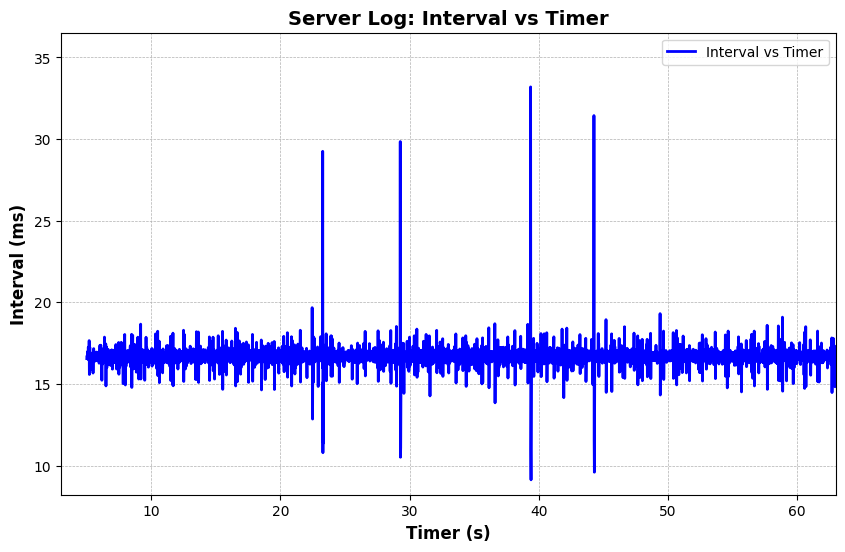 Server Log: Interval vs Timer
Interval vs Timer
35
30
25
20
15
10
Interval (ms)
10 20 30 40 50 60
Timer (s)